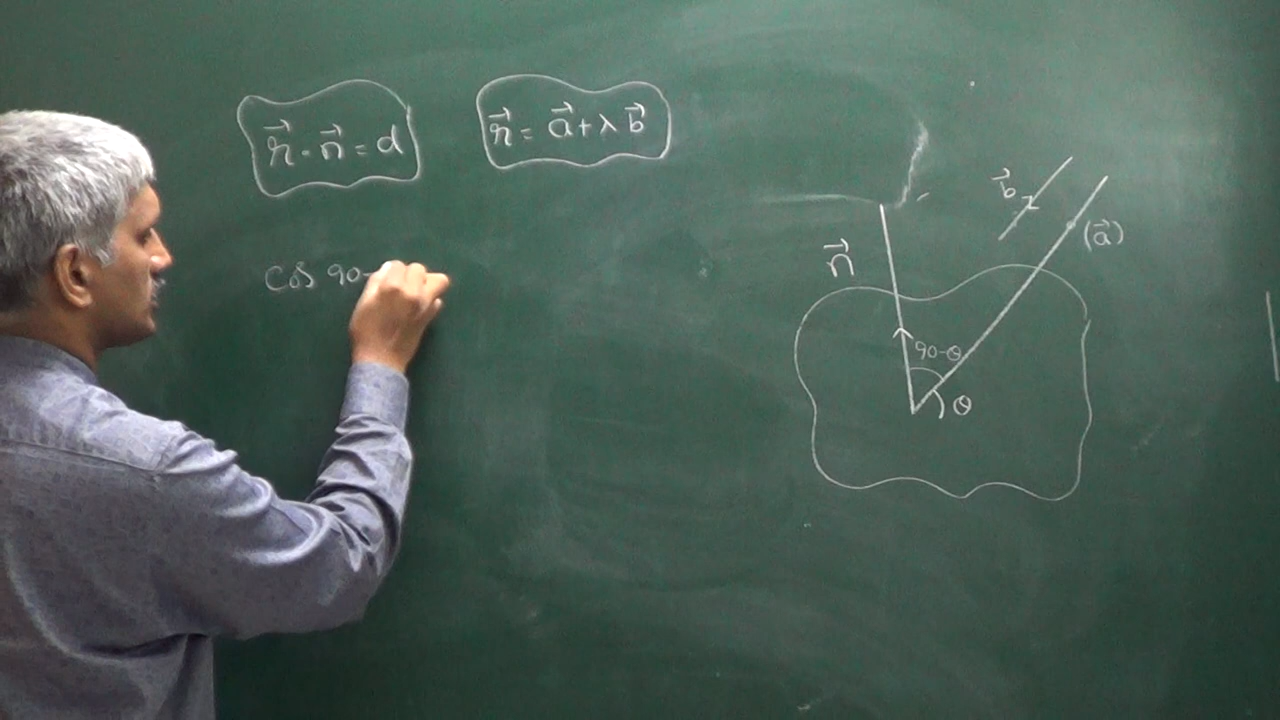 r⃗ · n⃗ = d
r⃗ = a⃗ + λ b⃗
cos 90-
n⃗
b⃗
(a⃗)
90-θ
θ